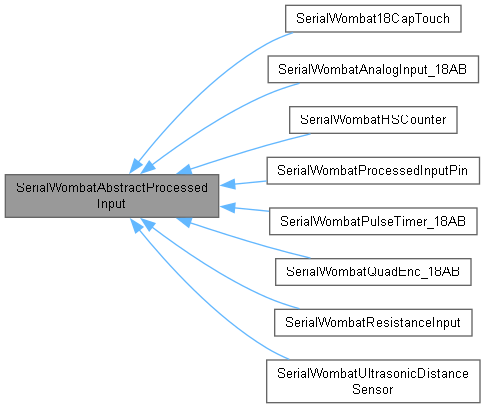 SerialWombat18CapTouch
SerialWombatAnalogInput_18AB
SerialWombatHSCounter
SerialWombatAbstractProcessed
Input
SerialWombatProcessedInputPin
SerialWombatPulseTimer_18AB
SerialWombatQuadEnc_18AB
SerialWombatResistanceInput
SerialWombatUltrasonicDistance
Sensor